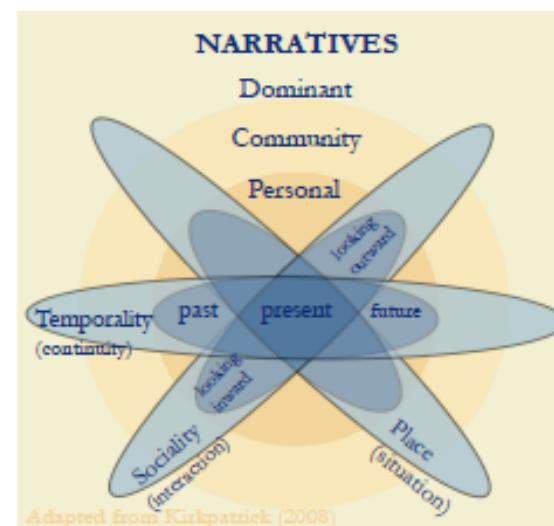 NARRATIVES
Dominant
Community
Personal
looking
outward
Temporality
(continuity)
past
present
future
looking
inward
Sociality
(interaction)
Place
(situation)
Adapted from Kirkpatrick (2008)